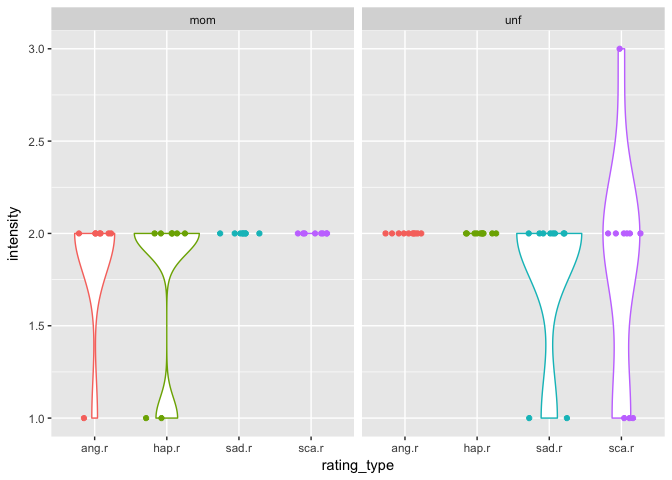 mom unf
3.0
2.5
intensity
2.0
1.5
1.0
ang.r hap.r sad.r sca.r ang.r hap.r sad.r sca.r
rating_type